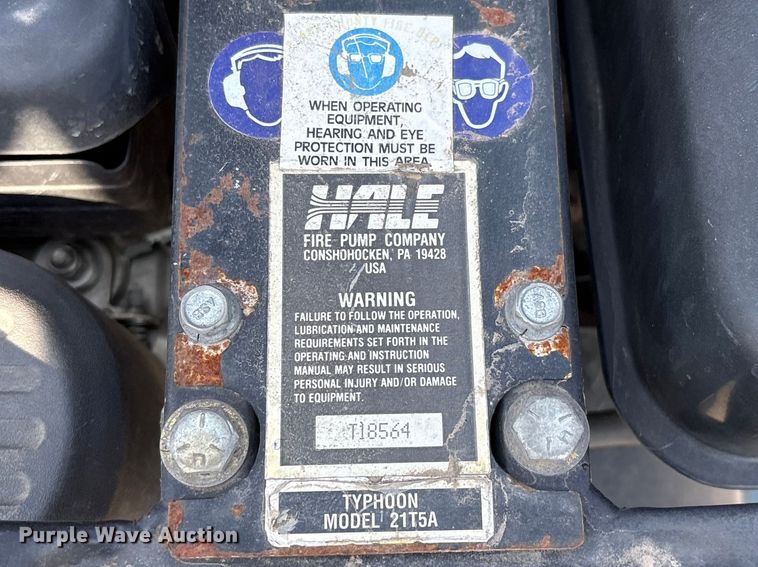 COUNTY FIRE DEP
WHEN OPERATING
EQUIPMENT,
HEARING AND EYE
PROTECTION MUST BE
WORN IN THIS AREA
HALE
FIRE PUMP COMPANY
CONSHOHOCKEN, PA 19428
USA
WARNING
FAILURE TO FOLLOW THE OPERATION,
LUBRICATION AND MAINTENANCE
REQUIREMENTS SET FORTH IN THE
OPERATING AND INSTRUCTION
MANUAL MAY RESULT IN SERIOUS
PERSONAL INJURY AND/OR DAMAGE
TO EQUIPMENT.
T18564
TYPHOON
MODEL 21T5A
Purple Wave Auction